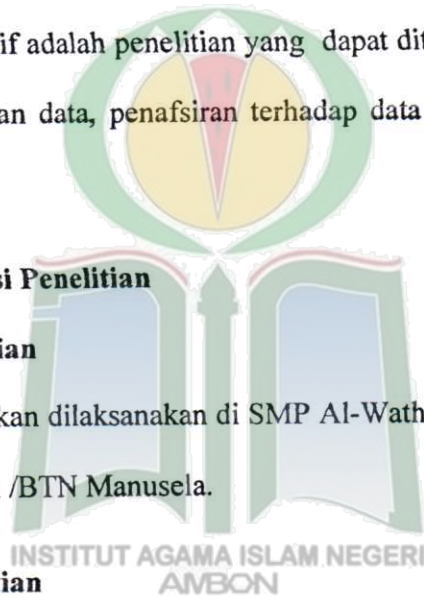 if adalah penelitian yang dapat dit
an data, penafsiran terhadap data
si Penelitian
ian
kan dilaksanakan di SMP Al-Wath
/BTN Manusela.
INSTITUT AGAMA ISLAM NEGERI
AMBON
ian